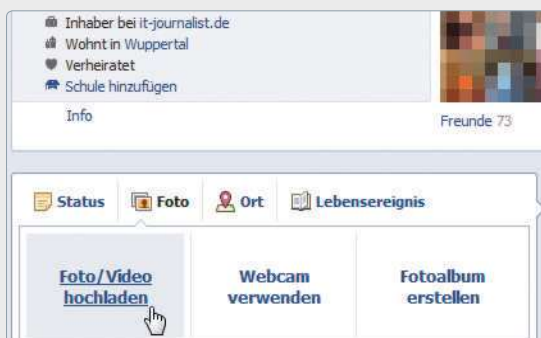 Inhaber bei it-journalist.de
Wohnt in Wuppertal
Verheiratet
Schule hinzufügen
Info
Freunde 73
Status Foto Ort Lebensereignis
Foto/Video
hochladen
Webcam
verwenden
Fotoalbum
erstellen